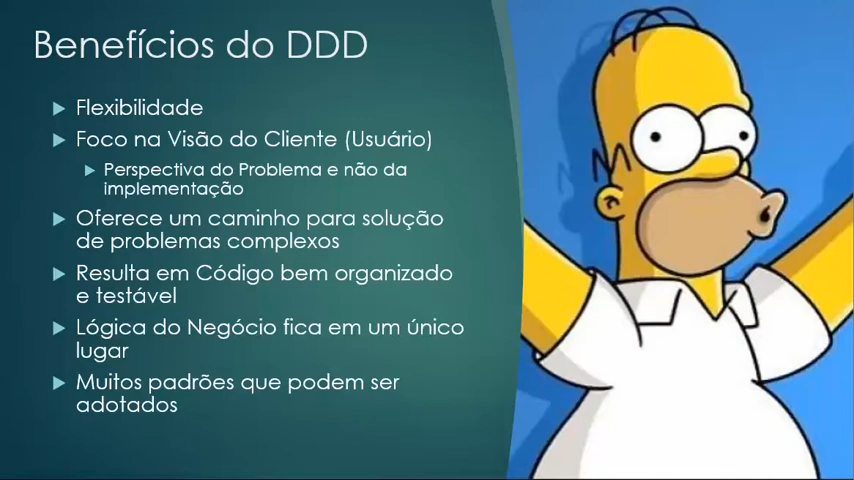 Benefícios do DDD
Flexibilidade
Foco na Visão do Cliente (Usuário)
Perspectiva do Problema e não da
implementação
Oferece um caminho para solução
de problemas complexos
Resulta em Código bem organizado
e testável
Lógica do Negócio fica em um único
lugar
Muitos padrões que podem ser
adotados